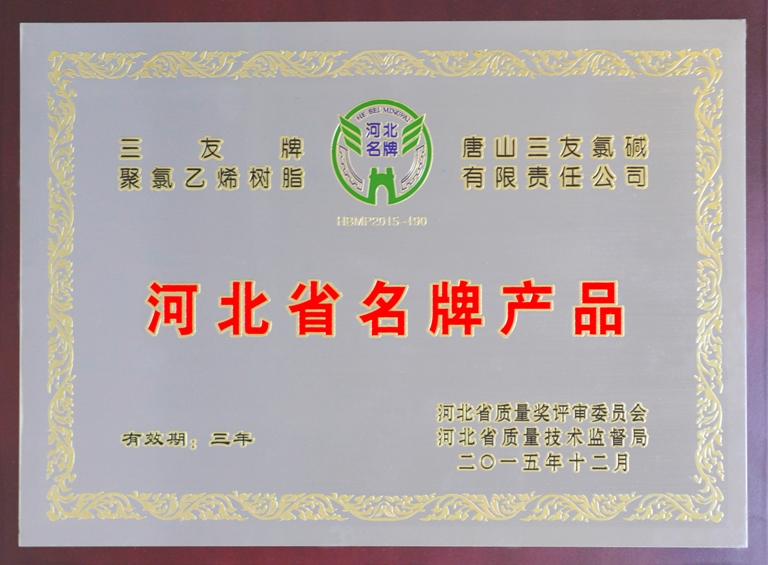 HE BEI MINGPAI
河北
名牌
三友牌
聚氯乙烯树脂
唐山三友氯碱
有限责任公司
HBMP2015-490
河北省名牌产品
有效期：三年
河北省质量奖评审委员会
河北省质量技术监督局
二〇一五年十二月